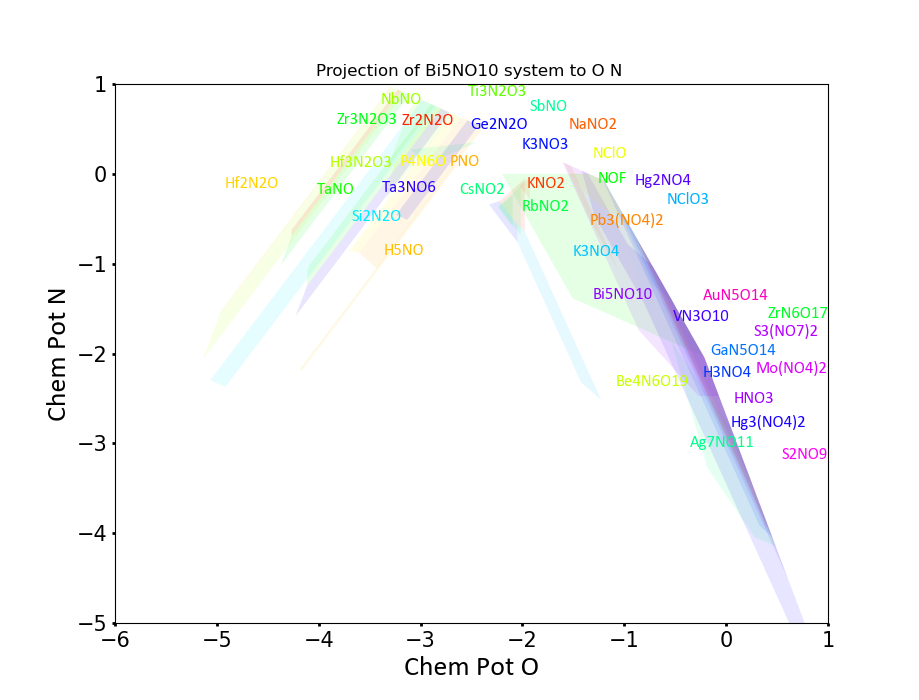 Projection of Bi5NO10 system to O N
Chem Pot N
1
0
−1
−2
−3
−4
−5
Ti3N2O3
NbNO
SbNO
Zr3N2O3
Zr2N2O
Ge2N2O
NaNO2
K3NO3
NClO
Hf3N2O3
P4N6O
PNO
Hf2N2O
TaNO
Ta3NO6
CsNO2
KNO2
NOF
Hg2NO4
NClO3
Si2N2O
RbNO2
Pb3(NO4)2
H5NO
K3NO4
Bi5NO10
AuN5O14
VN3O10
ZrN6O17
S3(NO7)2
GaN5O14
Be4N6O19
H3NO4
Mo(NO4)2
HNO3
Hg3(NO4)2
Ag7NO11
S2NO9
−6
−5
−4
−3
−2
−1
0
1
Chem Pot O